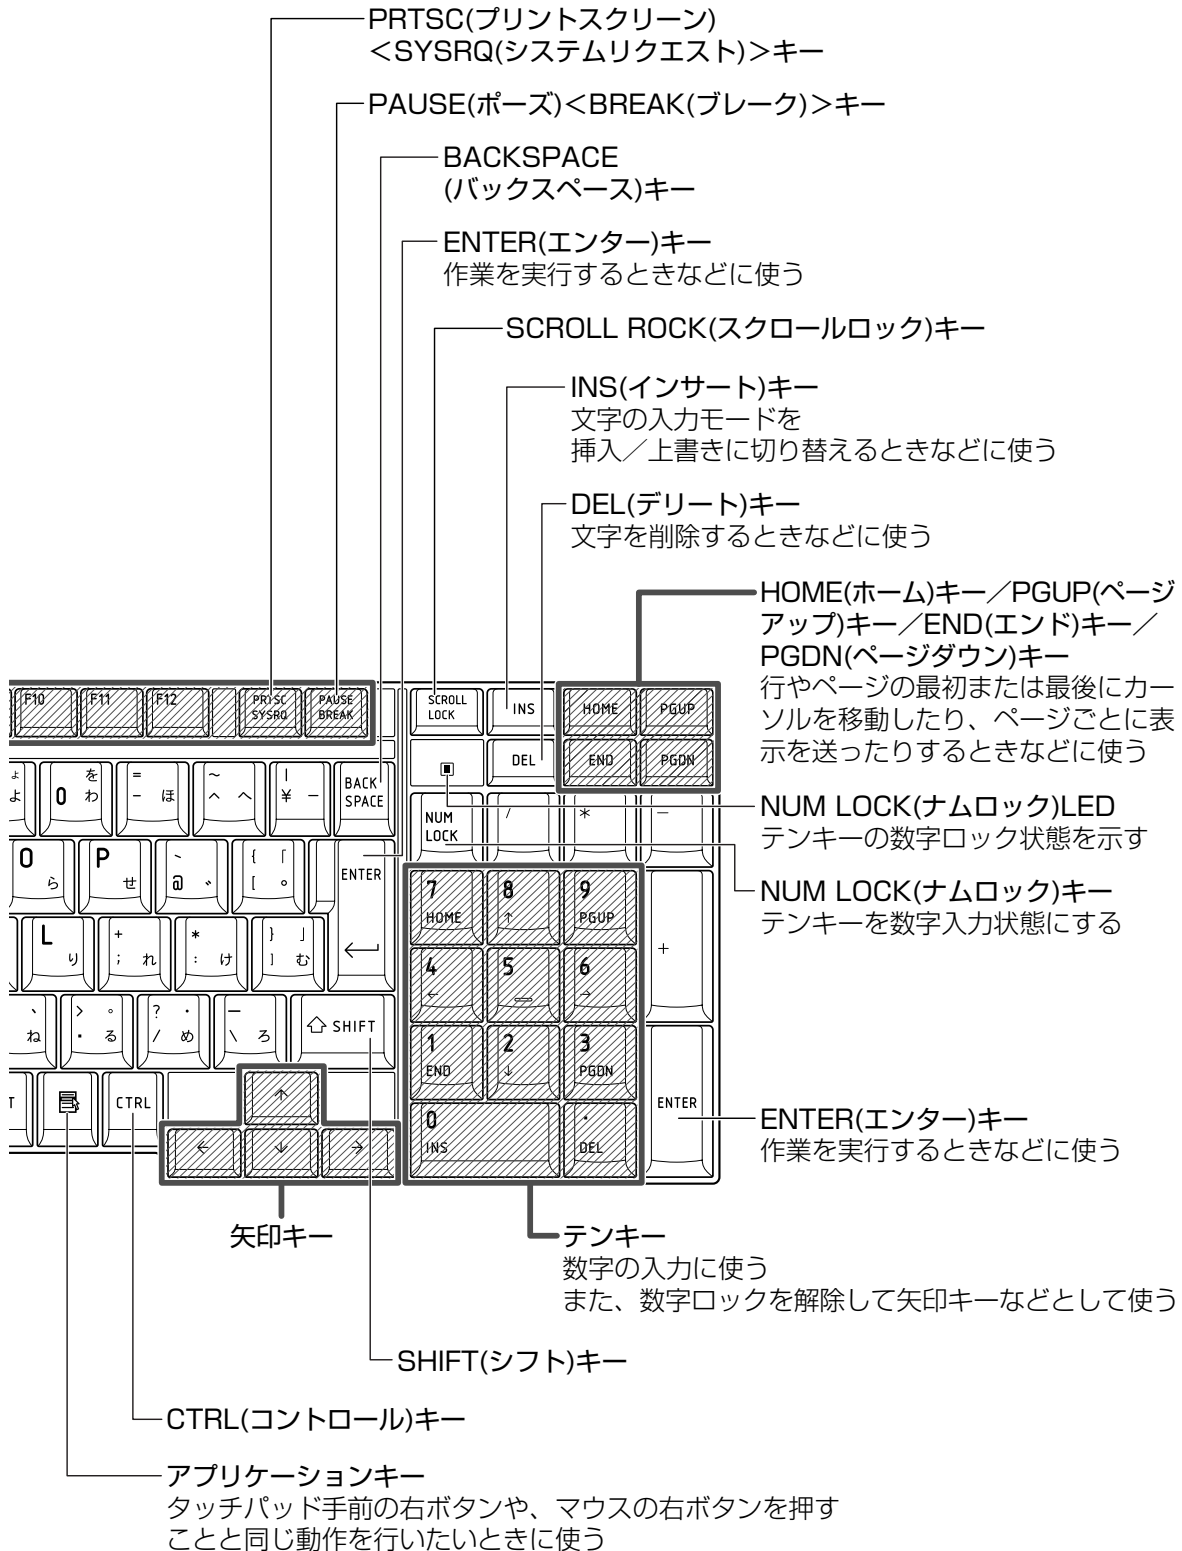 PRTSC(プリントスクリーン)
＜SYSRQ(システムリクエスト)＞キー
PAUSE(ポーズ)＜BREAK(ブレーク)＞キー
BACKSPACE
(バックスペース)キー
ENTER(エンター)キー
作業を実行するときなどに使う
SCROLL ROCK(スクロールロック)キー
INS(インサート)キー
文字の入力モードを
挿入／上書きに切り替えるときなどに使う
DEL(デリート)キー
文字を削除するときなどに使う
HOME(ホーム)キー／PGUP(ページ
アップ)キー／END(エンド)キー／
PGDN(ページダウン)キー
行やページの最初または最後にカー
ソルを移動したり、ページごとに表
示を送ったりするときなどに使う
NUM LOCK(ナムロック)LED
テンキーの数字ロック状態を示す
NUM LOCK(ナムロック)キー
テンキーを数字入力状態にする
F10 F11 F12 PRTSC PAUSE SCROLL INS HOME PGUP
SYSRQ BREAK LOCK
DEL END PGDN
ょ を = ~ | BACK
よ 0 わ - ほ ^ へ ¥ ー SPACE
NUM / * −
LOCK
O P ` { 「 ENTER 7 8 9
ら せ @ ゛ [ ゜ HOME ↑ PGUP
L + * } 」 4 5 6 +
り ; れ : け ] む ← →
、 > 。 ? ・ _ ⇧ SHIFT 1 2 3
ね . る / め \ ろ END ↓ PGDN
T CTRL ↑ 0 . ENTER
← ↓ → INS DEL
ENTER(エンター)キー
作業を実行するときなどに使う
矢印キー
テンキー
数字の入力に使う
また、数字ロックを解除して矢印キーなどとして使う
SHIFT(シフト)キー
CTRL(コントロール)キー
アプリケーションキー
タッチパッド手前の右ボタンや、マウスの右ボタンを押す
ことと同じ動作を行いたいときに使う